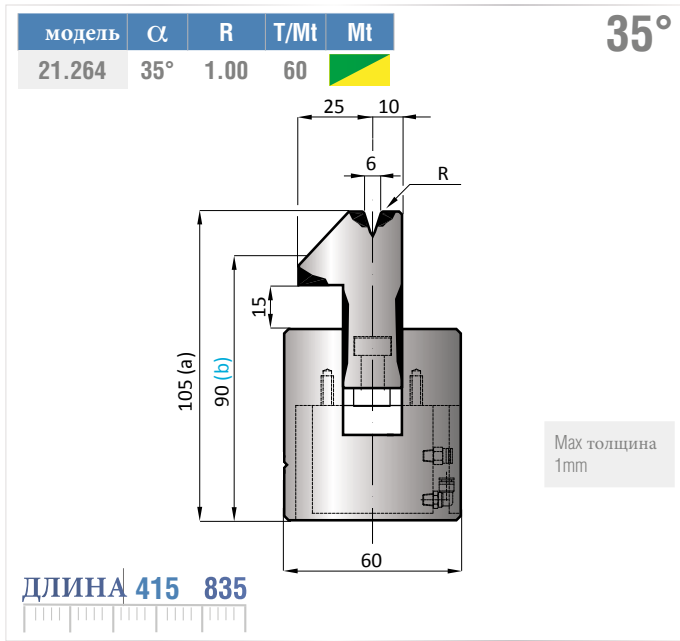 модель α R T/Mt Mt
35°
21.264 35° 1.00 60
25 10
6
R
15
105 (a)
90 (b)
Max толщина
1mm
60
ДЛИНА 415 835